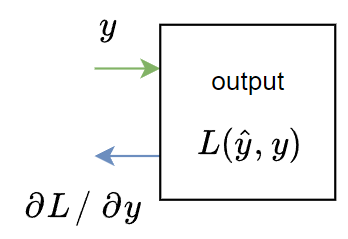 y
output
L(ŷ, y)
∂L / ∂y